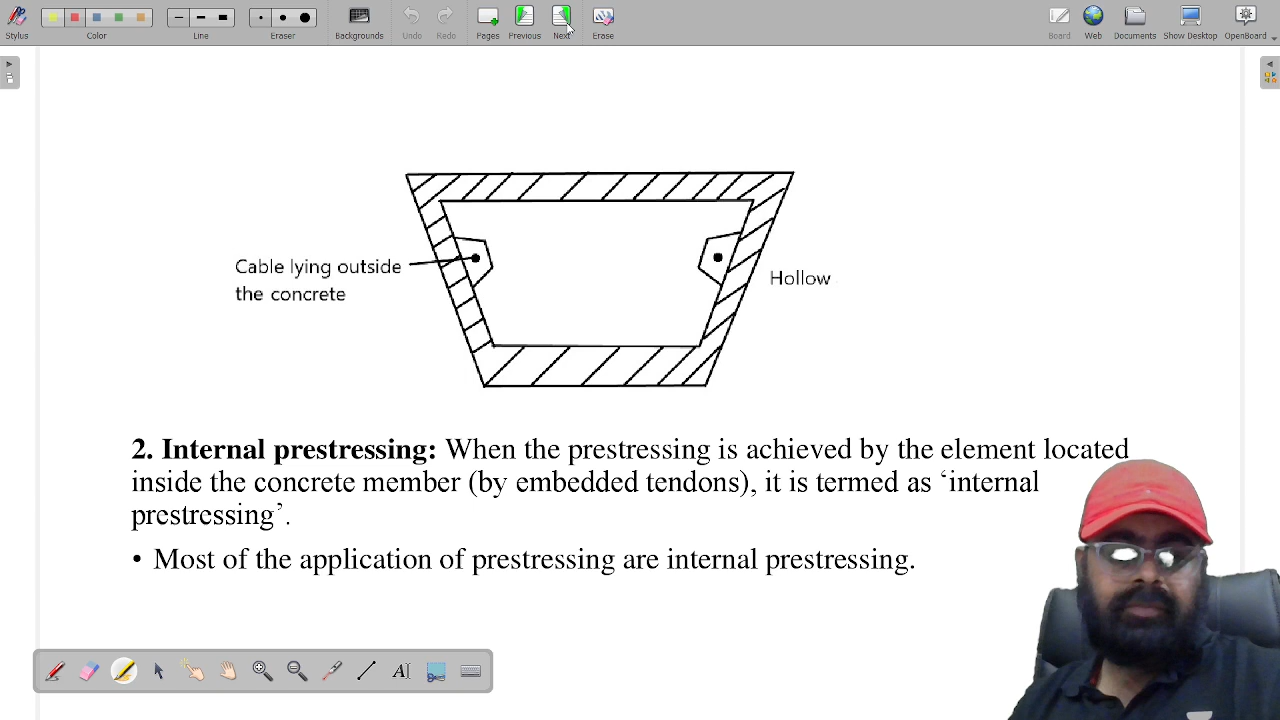 Stylus
Color
Line
Eraser
Backgrounds
Undo
Redo
Pages
Previous
Next
Erase
Board
Web
Documents
Show Desktop
OpenBoard
Cable lying outside
the concrete
Hollow
2. Internal prestressing: When the prestressing is achieved by the element located
inside the concrete member (by embedded tendons), it is termed as ‘internal
prestressing’.
• Most of the application of prestressing are internal prestressing.